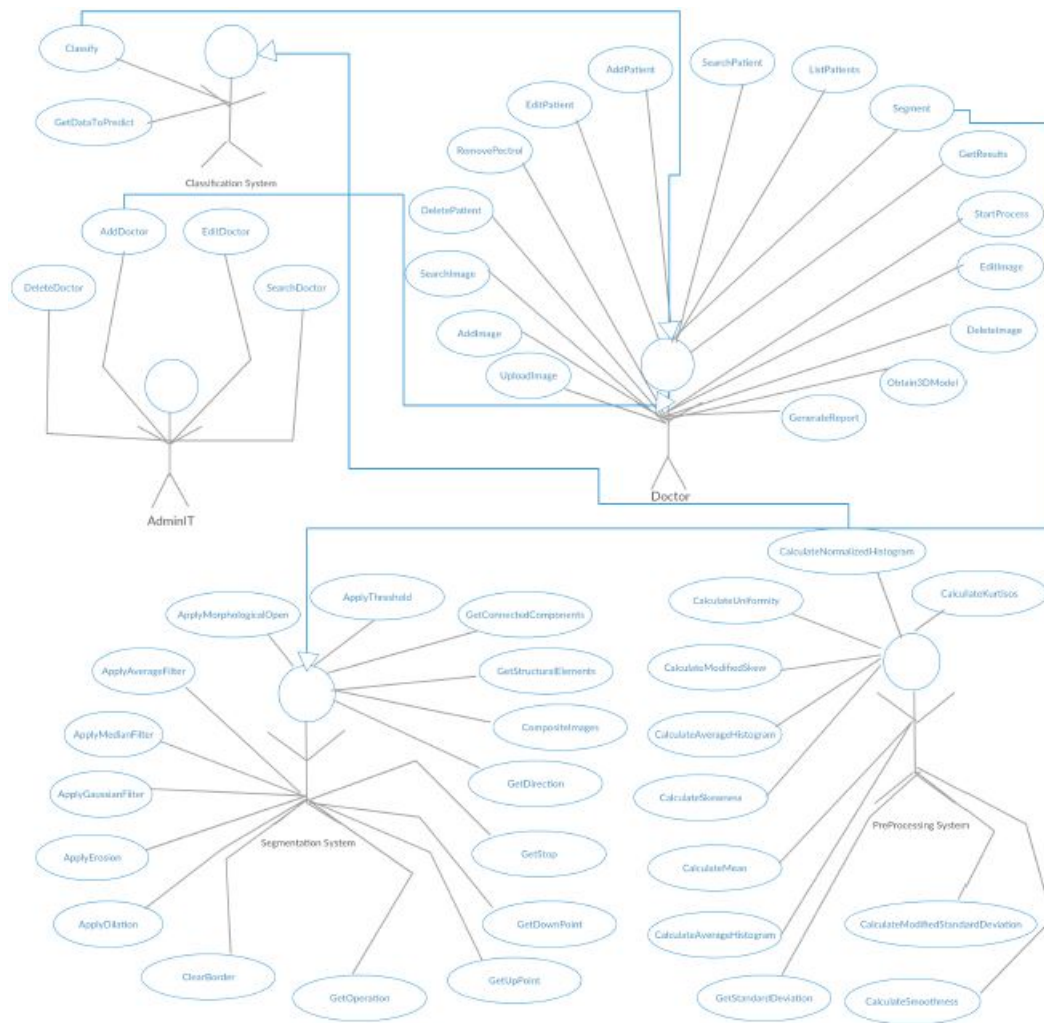 Classify
GetDataToPredict
Classification System
AddPatient
SearchPatient
ListPatients
EditPatient
Segment
RemovePectoral
GetResults
DeletePatient
StartProcess
SearchImage
EditImage
AddImage
DeleteImage
UploadImage
Obtain3DModel
GenerateReport
Doctor
AddDoctor
EditDoctor
DeleteDoctor
SearchDoctor
AdminIT
ApplyMorphologicalOpen
ApplyThreshold
GetConnectedComponents
ApplyAverageFilter
GetStructuralElements
ApplyMedianFilter
CompositeImages
ApplyGaussianFilter
GetDirection
Segmentation System
ApplyErosion
GetStop
ApplyDilation
GetDownPoint
ClearBorder
GetUpPoint
GetOperation
CalculateNormalizedHistogram
CalculateUniformity
CalculateKurtisos
CalculateModifiedSkew
CalculateAverageHistogram
CalculateSkewness
PreProcessing System
CalculateMean
CalculateAverageHistogram
CalculateModifiedStandardDeviation
GetStandardDeviation
CalculateSmoothness